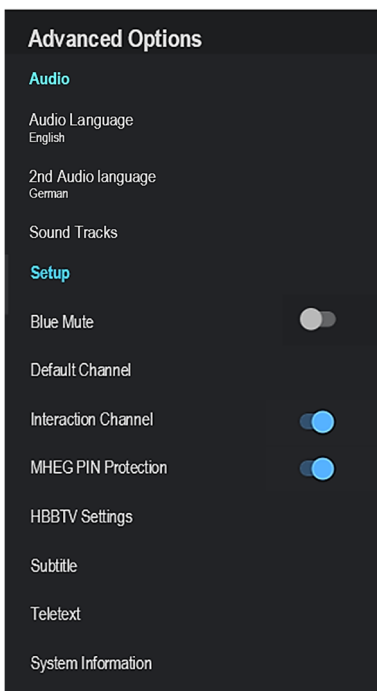 Advanced Options
Audio
Audio Language
English
2nd Audio language
German
Sound Tracks
Setup
Blue Mute
Default Channel
Interaction Channel
MHEG PIN Protection
HBBTV Settings
Subtitle
Teletext
System Information